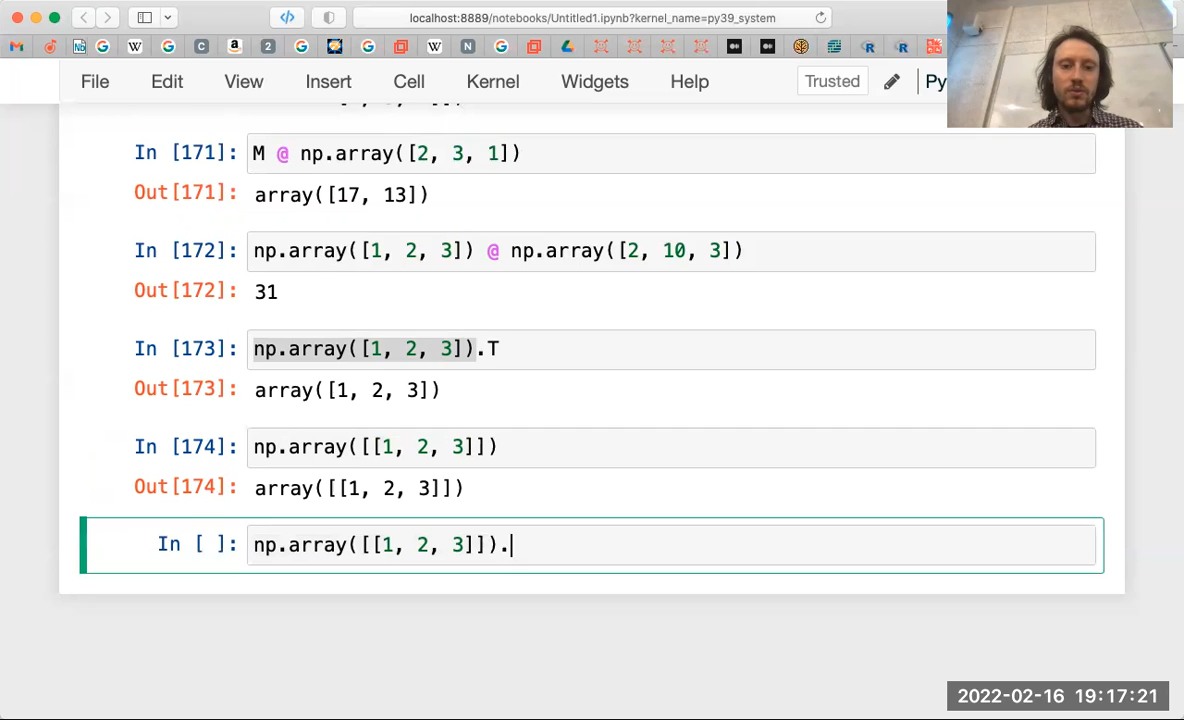 localhost:8889/notebooks/Untitled1.ipynb?kernel_name=py39_system
File Edit View Insert Cell Kernel Widgets Help Trusted Py
In [171]: M @ np.array([2, 3, 1])
Out[171]: array([17, 13])
In [172]: np.array([1, 2, 3]) @ np.array([2, 10, 3])
Out[172]: 31
In [173]: np.array([1, 2, 3]).T
Out[173]: array([1, 2, 3])
In [174]: np.array([[1, 2, 3]])
Out[174]: array([[1, 2, 3]])
In [ ]: np.array([[1, 2, 3]]).
2022-02-16 19:17:21